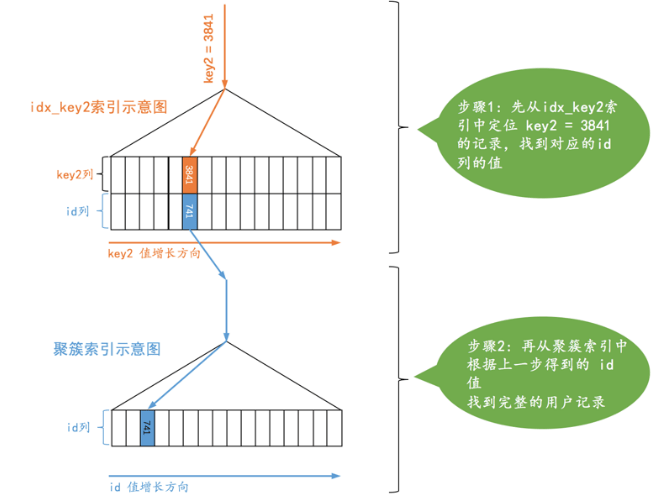 key2 = 3841
idx_key2索引示意图
步骤1: 先从idx_key2索
引中定位 key2 = 3841
的记录, 找到对应的id
列的值
key2列
3841
id列
741
key2 值增长方向
聚簇索引示意图
步骤2: 再从聚簇索引中
根据上一步得到的 id
值
找到完整的用户记录
id列
741
id 值增长方向